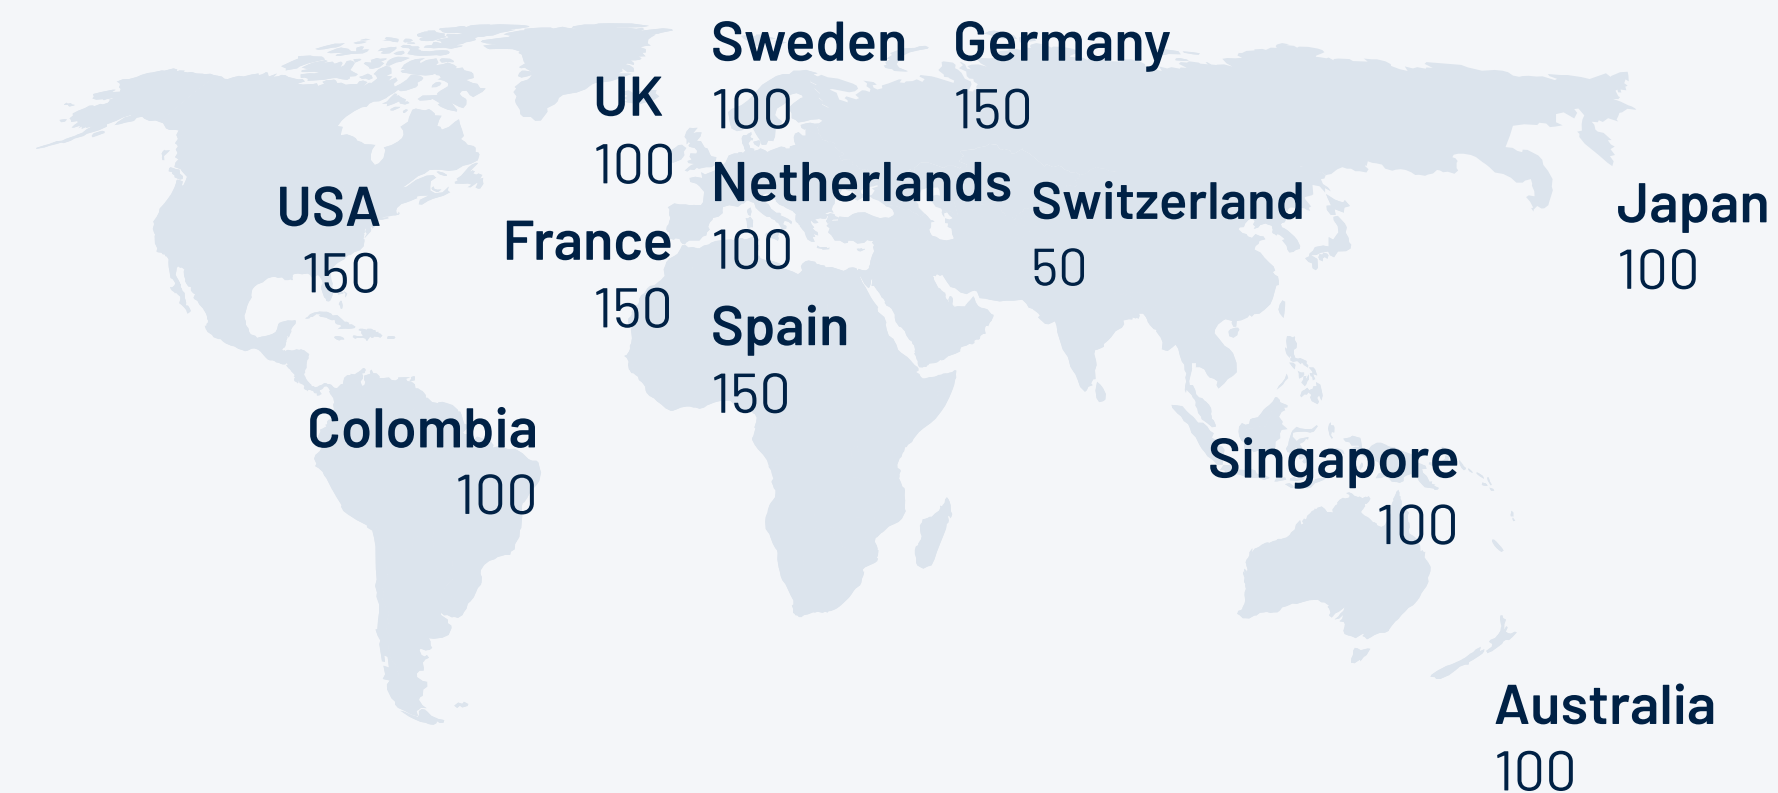 Sweden
100
Germany
150
UK
100
Netherlands
100
Switzerland
50
USA
150
France
150
Japan
100
Spain
150
Colombia
100
Singapore
100
Australia
100